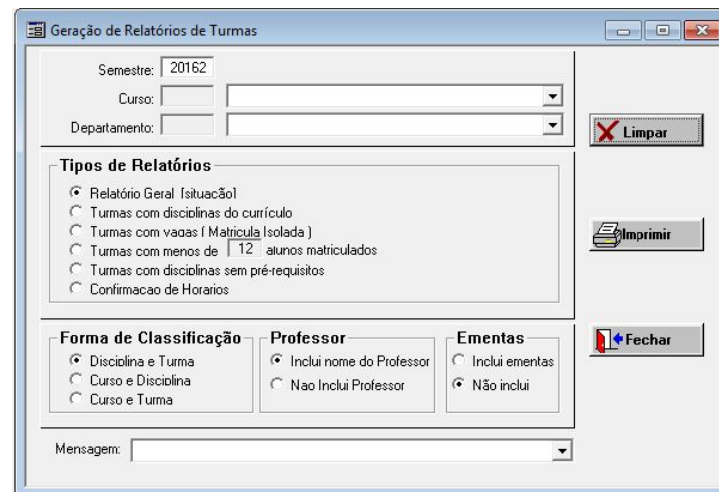 Geração de Relatórios de Turmas
Semestre: 20162
Curso:
Departamento:
Limpar
Tipos de Relatórios
Relatório Geral (situacão)
Turmas com disciplinas do currículo
Turmas com vagas ( Matricula Isolada )
Turmas com menos de 12 alunos matriculados
Imprimir
Turmas com disciplinas sem pré-requisitos
Confirmacao de Horarios
Forma de Classificação Professor Ementas
Fechar
Disciplina e Turma Inclui nome do Professor Inclui ementas
Curso e Disciplina Nao Inclui Professor Não inclui
Curso e Turma
Mensagem: